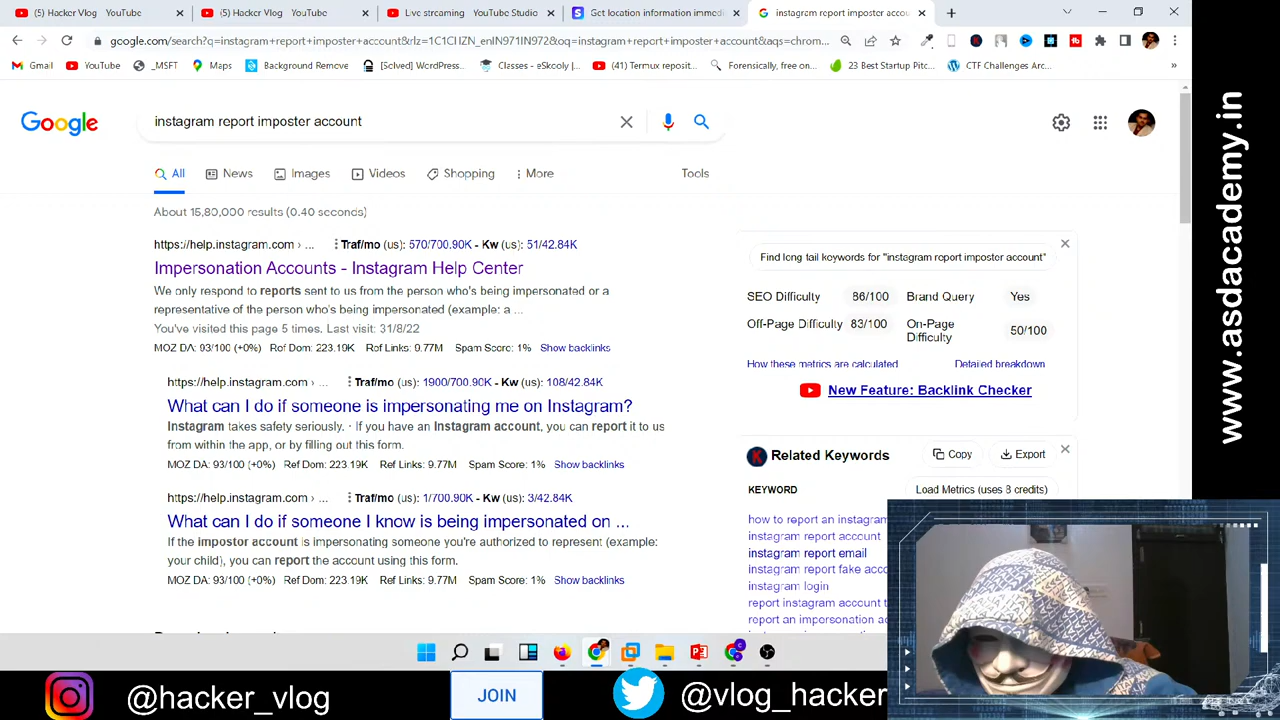 (5) Hacker Vlog - YouTube
(5) Hacker Vlog - YouTube
Live streaming - YouTube Studio
Get location information immedi
instagram report imposter accou
google.com/search?q=instagram+report+imposter+account&rlz=1C1CHZN_enIN971IN972&oq=instagram+report+imposter+account&aqs=chrom...
Gmail
YouTube
_MSFT
Maps
Background Remove
[Solved] WordPress...
Classes - eSkooly |...
(41) Termux reposit...
Forensically, free on...
23 Best Startup Pitc...
CTF Challenges Arc...
»
Google
instagram report imposter account
All
News
Images
Videos
Shopping
More
Tools
About 15,80,000 results (0.40 seconds)
https://help.instagram.com › ... Traf/mo (us): 570/700.90K - Kw (us): 51/42.84K
Impersonation Accounts - Instagram Help Center
We only respond to reports sent to us from the person who's being impersonated or a
representative of the person who's being impersonated (example: a ...
You've visited this page 5 times. Last visit: 31/8/22
MOZ DA: 93/100 (+0%) Ref Dom: 223.19K Ref Links: 9.77M Spam Score: 1% Show backlinks
https://help.instagram.com › ... Traf/mo (us): 1900/700.90K - Kw (us): 108/42.84K
What can I do if someone is impersonating me on Instagram?
Instagram takes safety seriously. · If you have an Instagram account, you can report it to us
from within the app, or by filling out this form.
MOZ DA: 93/100 (+0%) Ref Dom: 223.19K Ref Links: 9.77M Spam Score: 1% Show backlinks
https://help.instagram.com › ... Traf/mo (us): 1/700.90K - Kw (us): 3/42.84K
What can I do if someone I know is being impersonated on ...
If the impostor account is impersonating someone you're authorized to represent (example:
your child), you can report the account using this form.
MOZ DA: 93/100 (+0%) Ref Dom: 223.19K Ref Links: 9.77M Spam Score: 1% Show backlinks
Find long tail keywords for "instagram report imposter account"
SEO Difficulty 86/100 Brand Query Yes
Off-Page Difficulty 83/100 On-Page
Difficulty 50/100
How these metrics are calculated Detailed breakdown
New Feature: Backlink Checker
Related Keywords
Copy
Export
KEYWORD
Load Metrics (uses 8 credits)
how to report an instagram
instagram report account
instagram report email
instagram report fake acco
instagram login
report instagram account t
report an impersonation ac
www.asdacademy.in
@hacker_vlog
JOIN
@vlog_hacker